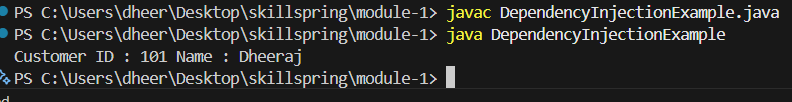 PS C:\Users\dheer\Desktop\skillspring\module-1> javac DependencyInjectionExample.java
PS C:\Users\dheer\Desktop\skillspring\module-1> java DependencyInjectionExample
Customer ID : 101 Name : Dheeraj
PS C:\Users\dheer\Desktop\skillspring\module-1>